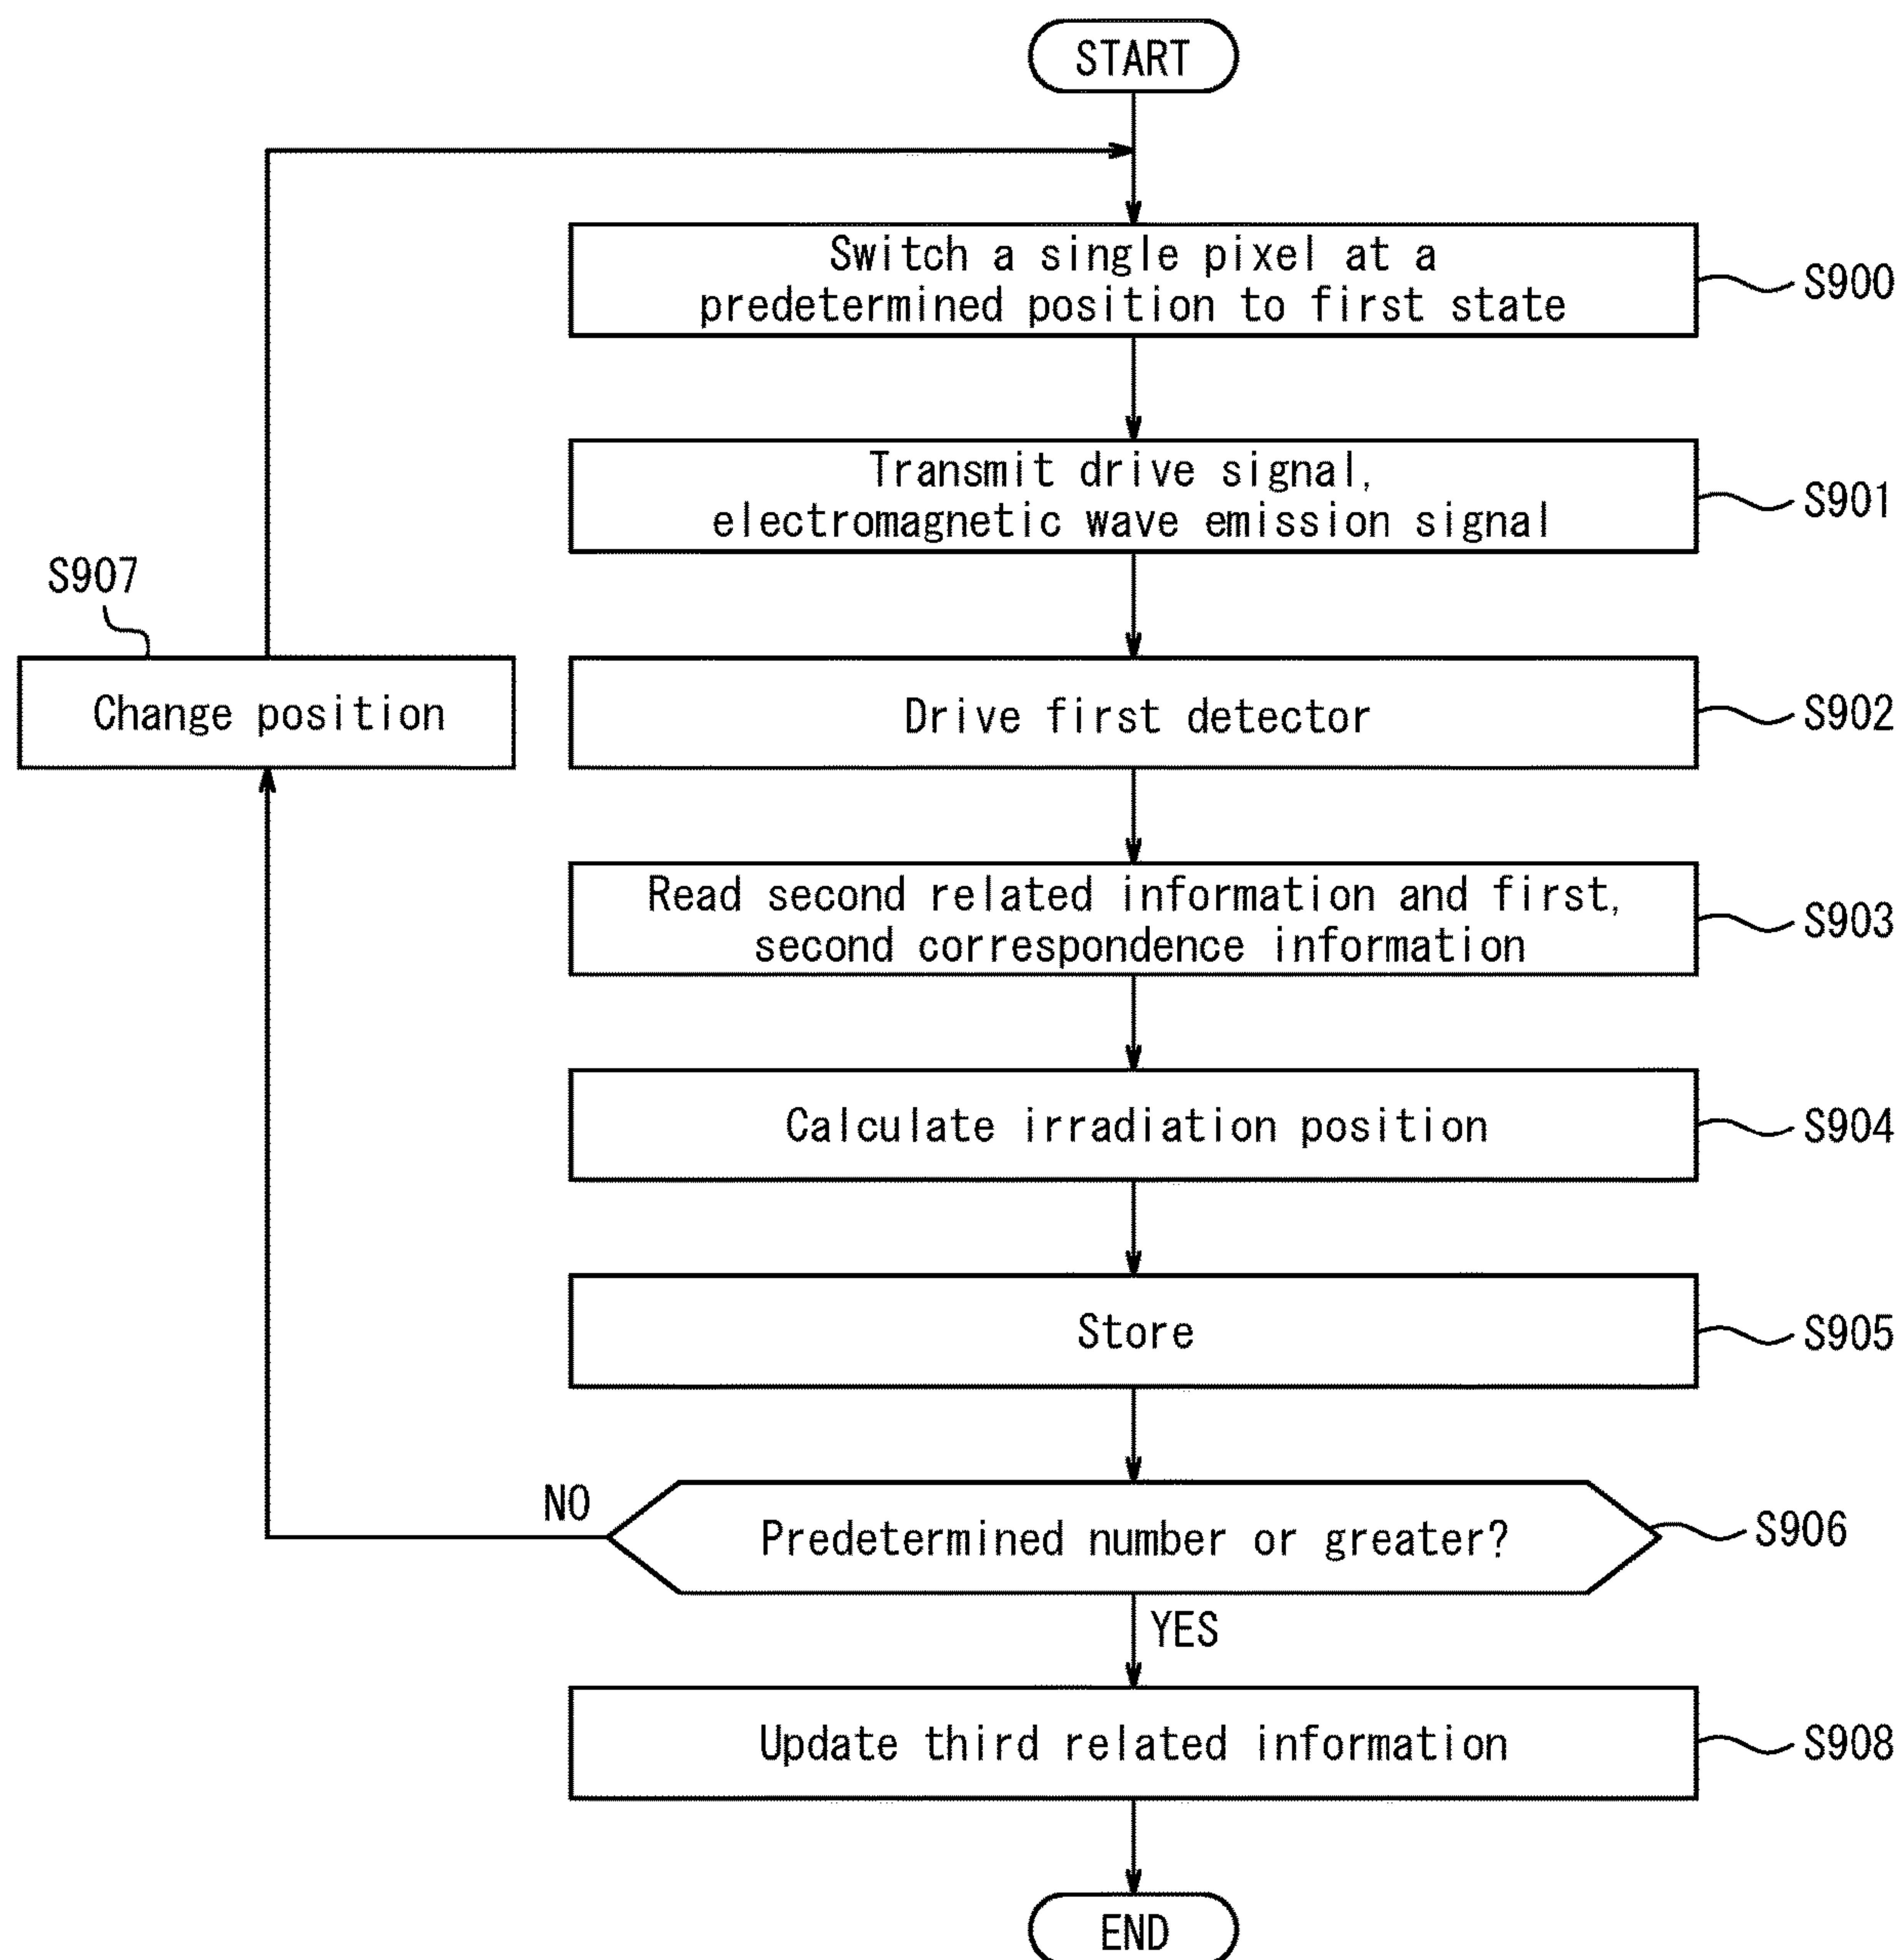 START
Switch a single pixel at a
predetermined position to first state
S900
Transmit drive signal,
electromagnetic wave emission signal
S901
S907
Change position
Drive first detector
S902
Read second related information and first,
second correspondence information
S903
Calculate irradiation position
S904
Store
S905
NO
Predetermined number or greater?
S906
YES
Update third related information
S908
END